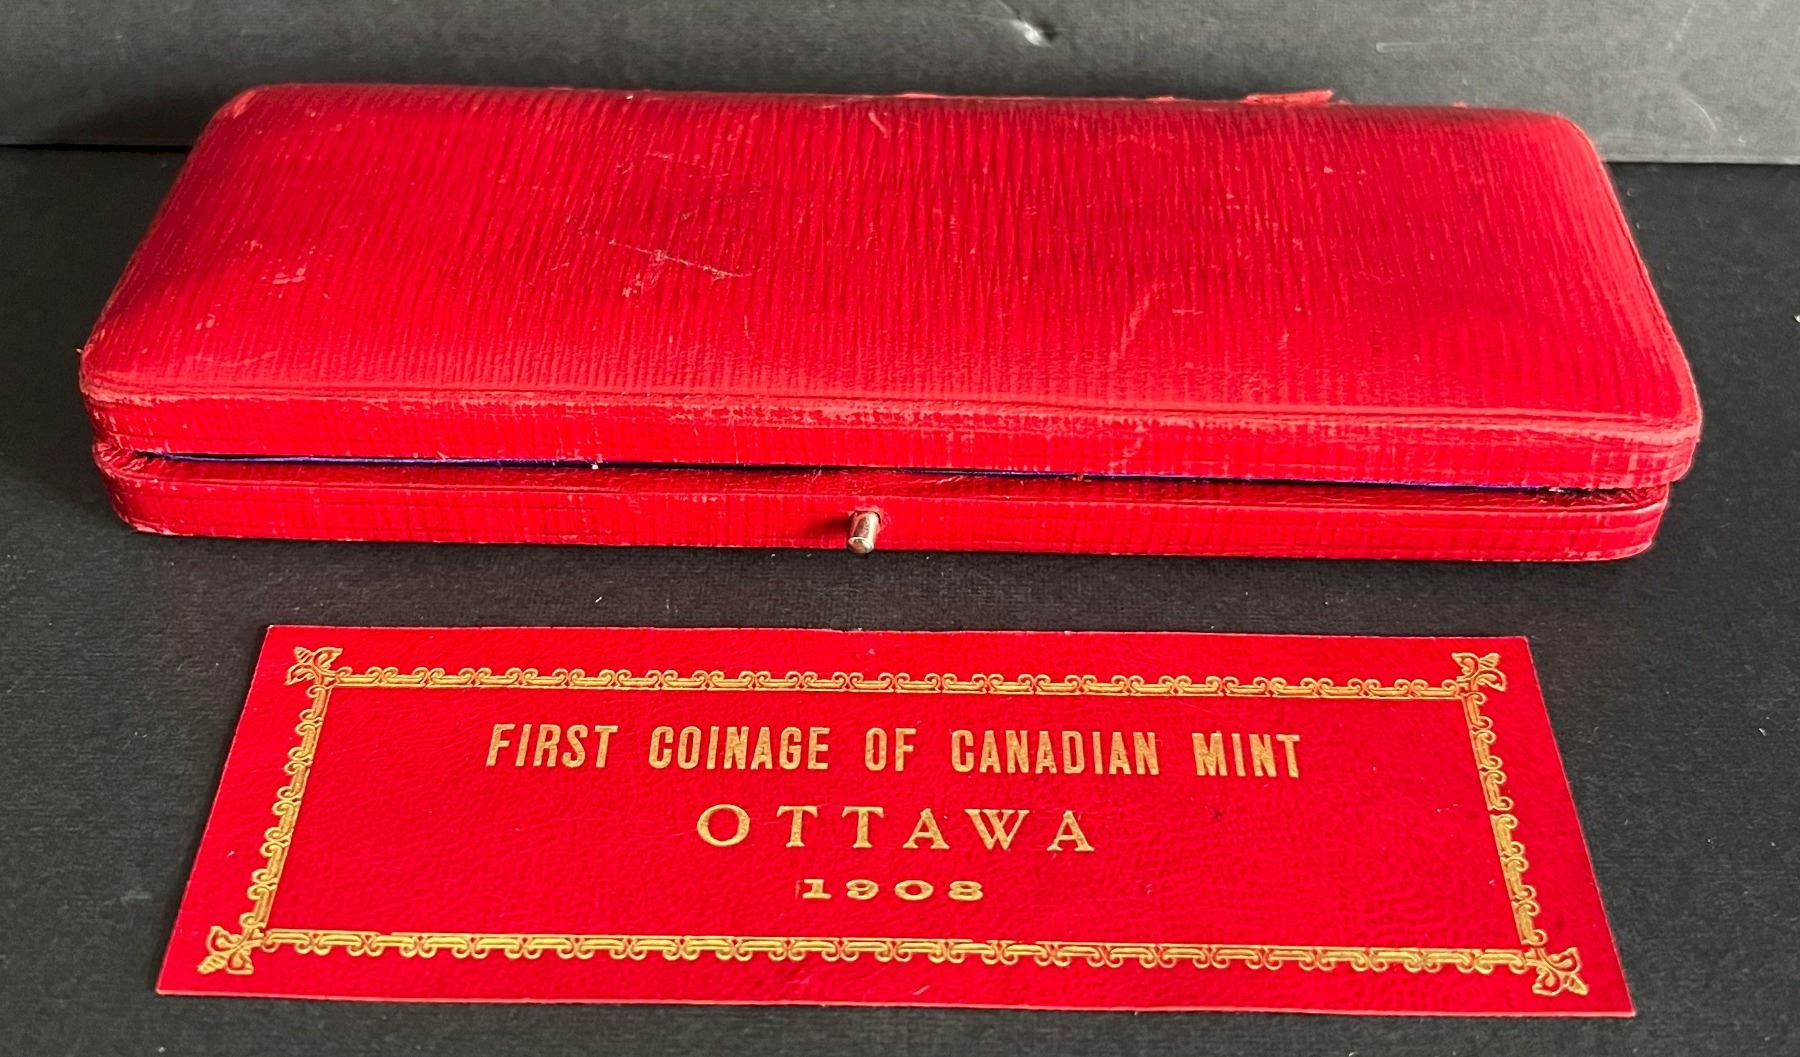 FIRST COINAGE OF CANADIAN MINT
OTTAWA
1908